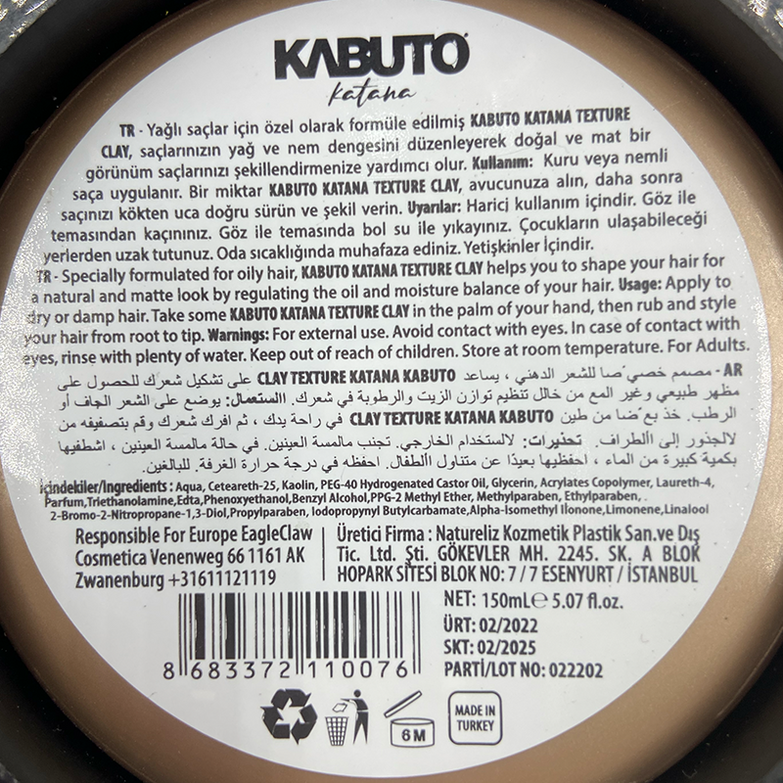 KABUTO
katana
TR - Yağlı saçlar için özel olarak formüle edilmiş KABUTO KATANA TEXTURE
CLAY, saçlarınızın yağ ve nem dengesini düzenleyerek doğal ve mat bir
görünüm saçlarınızı şekillendirmenize yardımcı olur. Kullanım: Kuru veya nemli
saça uygulanır. Bir miktar KABUTO KATANA TEXTURE CLAY, avucunuza alın, daha sonra
saçınızı kökten uca doğru sürün ve şekil verin. Uyarılar: Harici kullanım içindir. Göz ile
temasından kaçınınız. Göz ile temasında bol su ile yıkayınız. Çocukların ulaşabileceği
yerlerden uzak tutunuz. Oda sıcaklığında muhafaza ediniz. Yetişkinler İçindir.
TR - Specially formulated for oily hair, KABUTO KATANA TEXTURE CLAY helps you to shape your hair for
a natural and matte look by regulating the oil and moisture balance of your hair. Usage: Apply to
dry or damp hair. Take some KABUTO KATANA TEXTURE CLAY in the palm of your hand, then rub and style
your hair from root to tip. Warnings: For external use. Avoid contact with eyes. In case of contact with
eyes, rinse with plenty of water. Keep out of reach of children. Store at room temperature. For Adults.
AR - مصمم خصي ًصا للشعر الدهني ، يساعد CLAY TEXTURE KATANA KABUTO على تشكيل شعرك للحصول على
مظهر طبيعي وغير المع من خالل تنظيم توازن الزيت والرطوبة في شعرك. االستعمال: يوضع على الشعر الجاف أو
الرطب. خذ بع ًضا من طين CLAY TEXTURE KATANA KABUTO في راحة يدك ، ثم افرك شعرك وقم بتصفيفه من
الجذور إلى األطراف. تحذيرات: لالستخدام الخارجي. تجنب مالمسة العينين. في حالة مالمسة العينين ، اشطفيها
بكمية كبيرة من الماء ، احفظيها بعيدًا عن متناول األطفال. احفظه في درجة حرارة الغرفة. للبالغين.
İçindekiler/Ingredients: Aqua, Ceteareth-25, Kaolin, PEG-40 Hydrogenated Castor Oil, Glycerin, Acrylates Copolymer, Laureth-4,
Parfum,Triethanolamine,Edta,Phenoxyethanol,Benzyl Alcohol,PPG-2 Methyl Ether, Methylparaben, Ethylparaben, .
2-Bromo-2-Nitropropane-1,3-Diol,Propylparaben, Iodopropynyl Butylcarbamate,Alpha-Isomethyl Ilonone,Limonene,Linalool
Responsible For Europe EagleClaw
Cosmetica Venenweg 66 1161 AK
Zwanenburg +31611121119
Üretici Firma : Natureliz Kozmetik Plastik San.ve Dış
Tic. Ltd. Şti. GÖKEVLER MH. 2245. SK. A BLOK
HOPARK SİTESİ BLOK NO: 7 / 7 ESENYURT / İSTANBUL
8 683372 110076
NET: 150mL℮ 5.07 fl.oz.
ÜRT: 02/2022
SKT: 02/2025
PARTİ/LOT NO: 022202
6 M
MADE IN
TURKEY